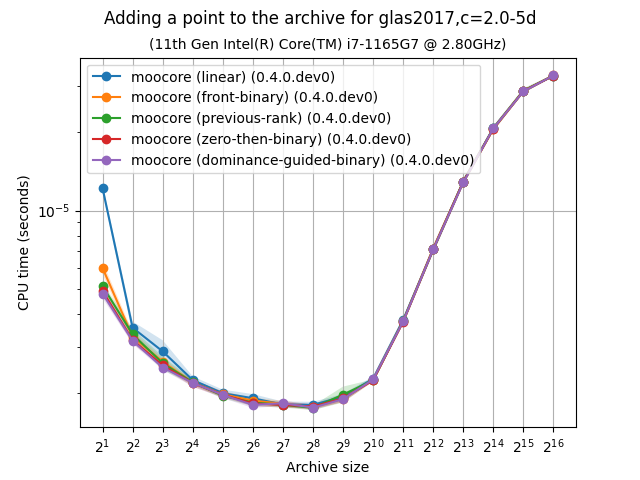 Adding a point to the archive for glas2017,c=2.0-5d
(11th Gen Intel(R) Core(TM) i7-1165G7 @ 2.80GHz)
moocore (linear) (0.4.0.dev0)
moocore (front-binary) (0.4.0.dev0)
moocore (previous-rank) (0.4.0.dev0)
moocore (zero-then-binary) (0.4.0.dev0)
moocore (dominance-guided-binary) (0.4.0.dev0)
CPU time (seconds)
10⁻⁵
2¹ 2² 2³ 2⁴ 2⁵ 2⁶ 2⁷ 2⁸ 2⁹ 2¹⁰ 2¹¹ 2¹² 2¹³ 2¹⁴ 2¹⁵ 2¹⁶
Archive size